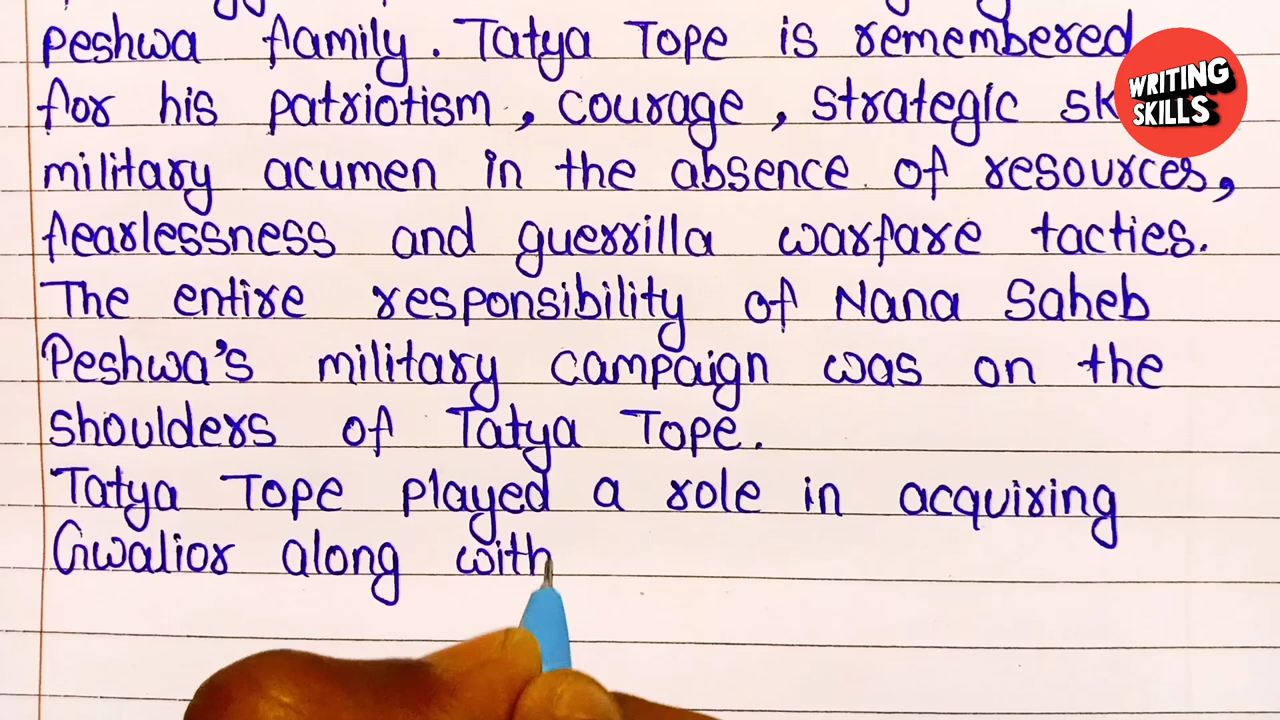 Peshwa family. Tatya Tope is remembered
for his patriotism, courage, strategic
military acumen in the absence of resources,
fearlessness and guerrilla warfare tacties.
The entire responsibility of Nana Saheb
Peshwa's military campaign was on the
shoulders of Tatya Tope.
Tatya Tope played a role in acquiring
Gwalior along with
WRITING
SKILLS